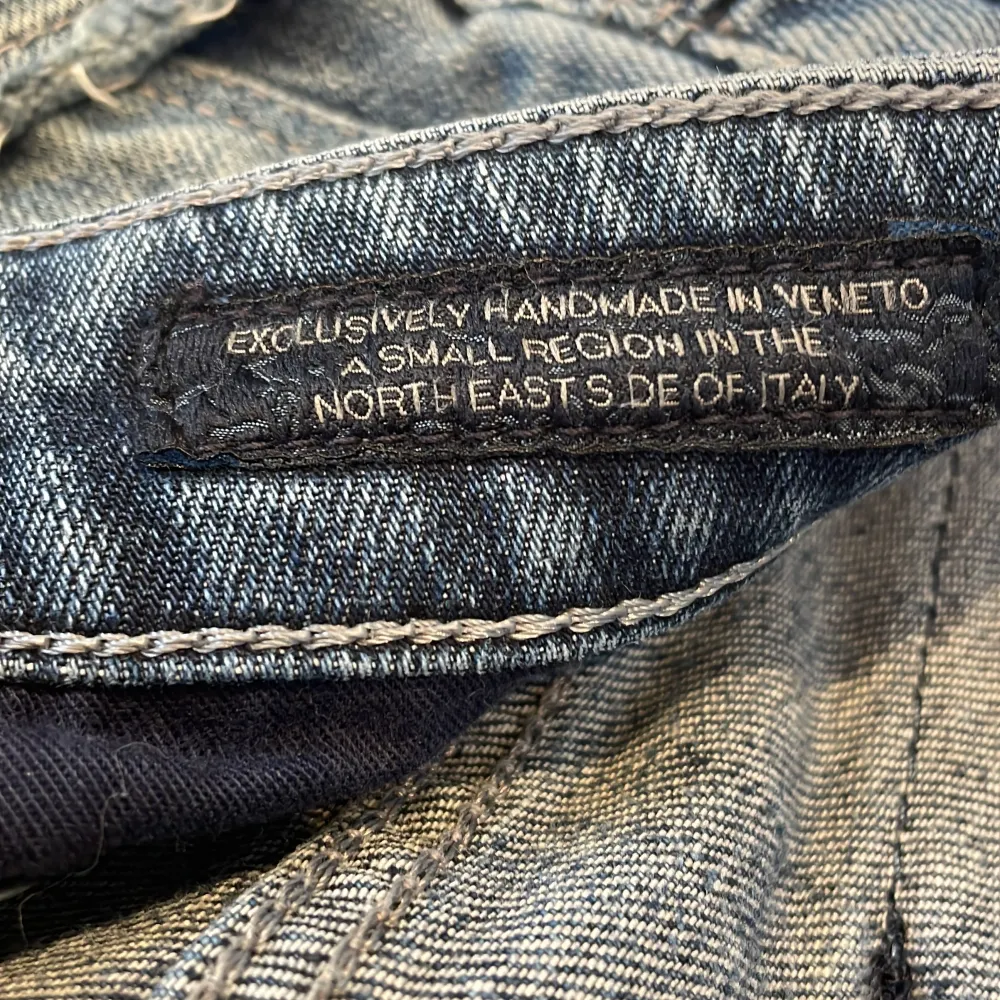 EXCLUSIVELY HANDMADE IN VENETO
A SMALL REGION IN THE
NORTH EAST SIDE OF ITALY